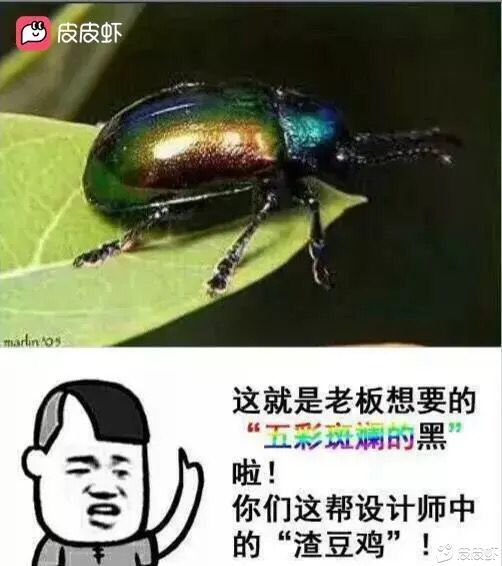 皮皮虾
marlin '05
这就是老板想要的
“五彩斑斓的黑”
啦！
你们这帮设计师中
的“渣豆鸡”！
皮皮虾